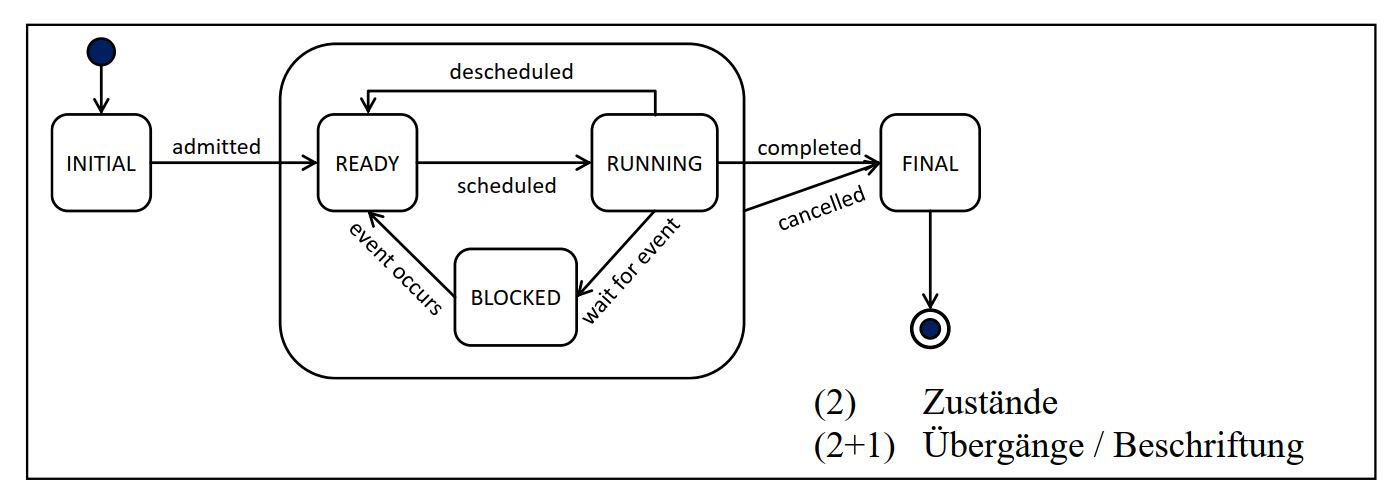 descheduled
INITIAL
admitted
READY
scheduled
RUNNING
completed
cancelled
FINAL
event occurs
BLOCKED
wait for event
(2) Zustände
(2+1) Übergänge / Beschriftung